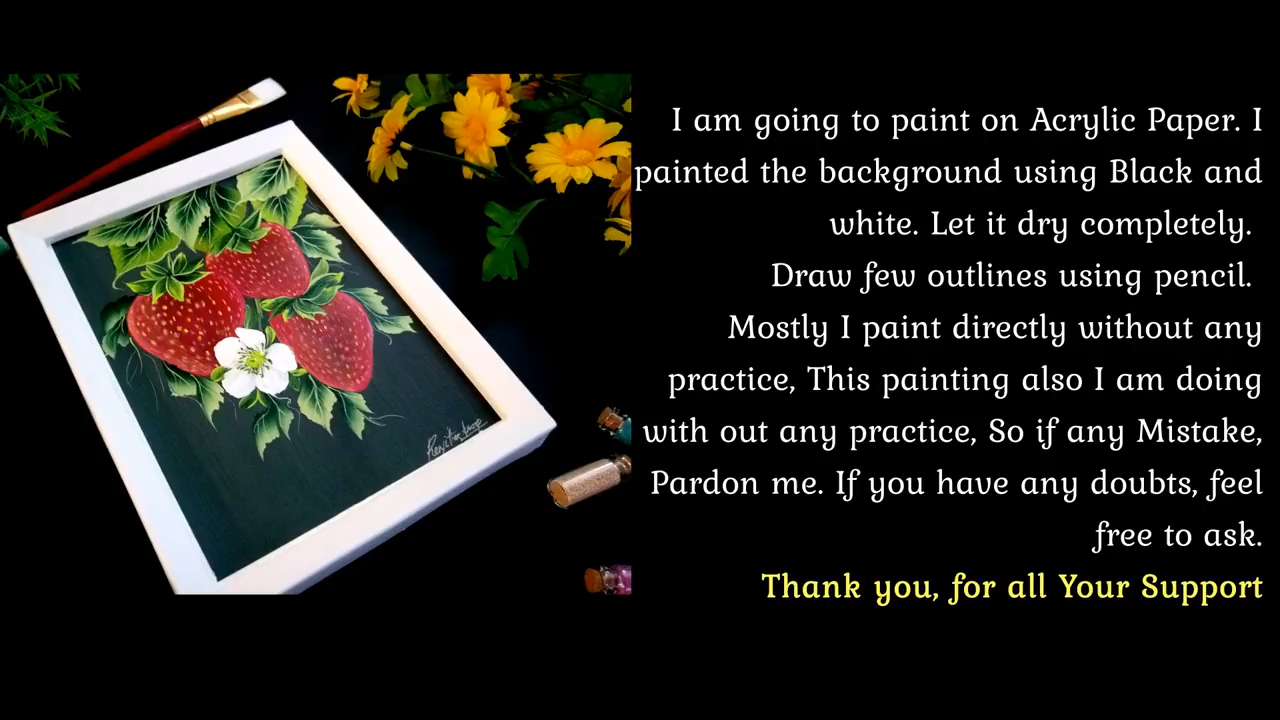 I am going to paint on Acrylic Paper. I
painted the background using Black and
white. Let it dry completely.
Draw few outlines using pencil.
Mostly I paint directly without any
practice, This painting also I am doing
with out any practice, So if any Mistake,
Pardon me. If you have any doubts, feel
free to ask.
Thank you, for all Your Support